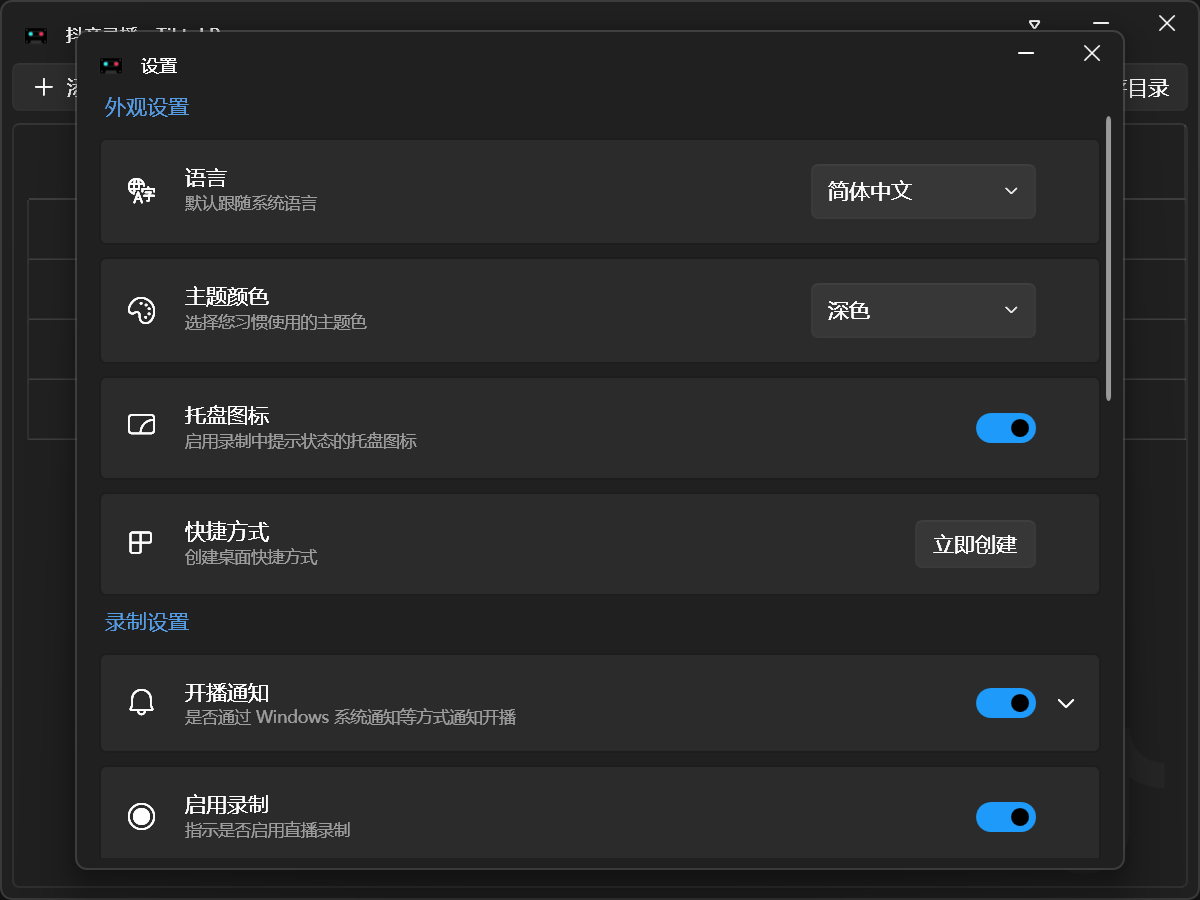 设置
目录
外观设置
语言
默认跟随系统语言
简体中文
主题颜色
选择您习惯使用的主题色
深色
托盘图标
启用录制中提示状态的托盘图标
快捷方式
创建桌面快捷方式
立即创建
录制设置
开播通知
是否通过 Windows 系统通知等方式通知开播
启用录制
指示是否启用直播录制